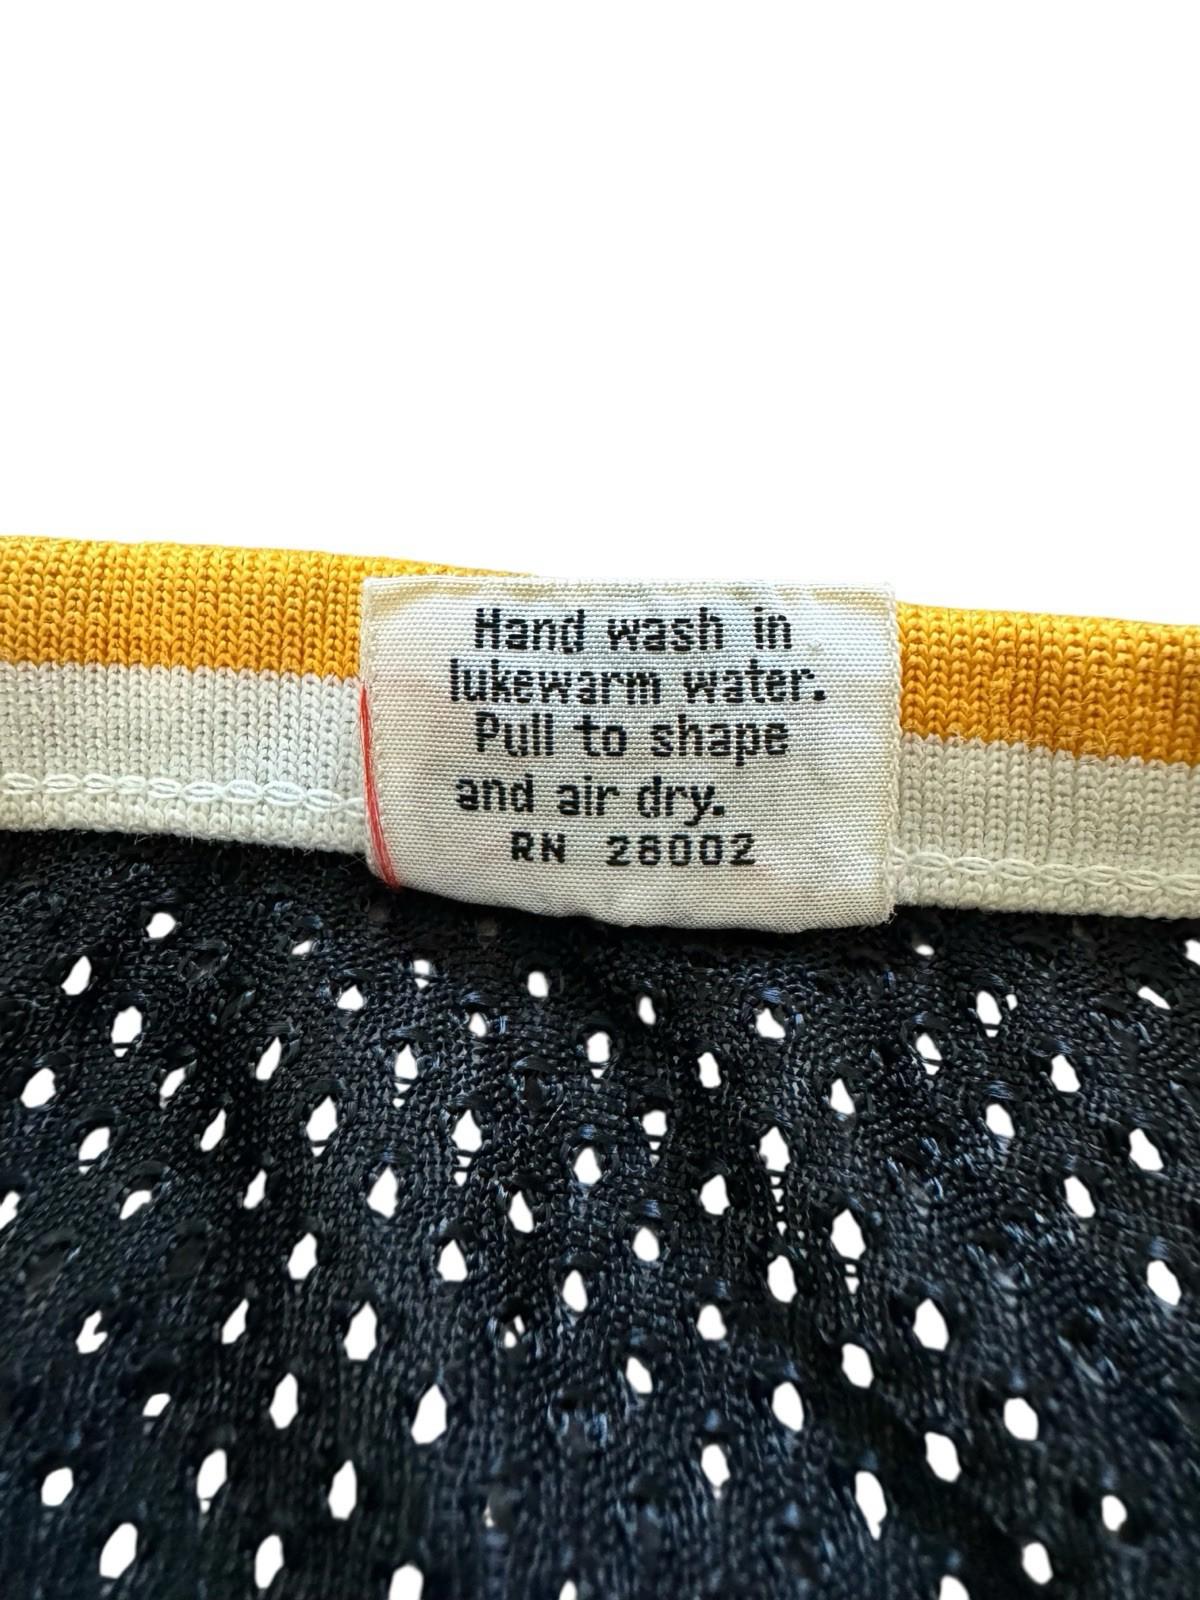 Hand wash in
lukewarm water.
Pull to shape
and air dry.
RN 28002